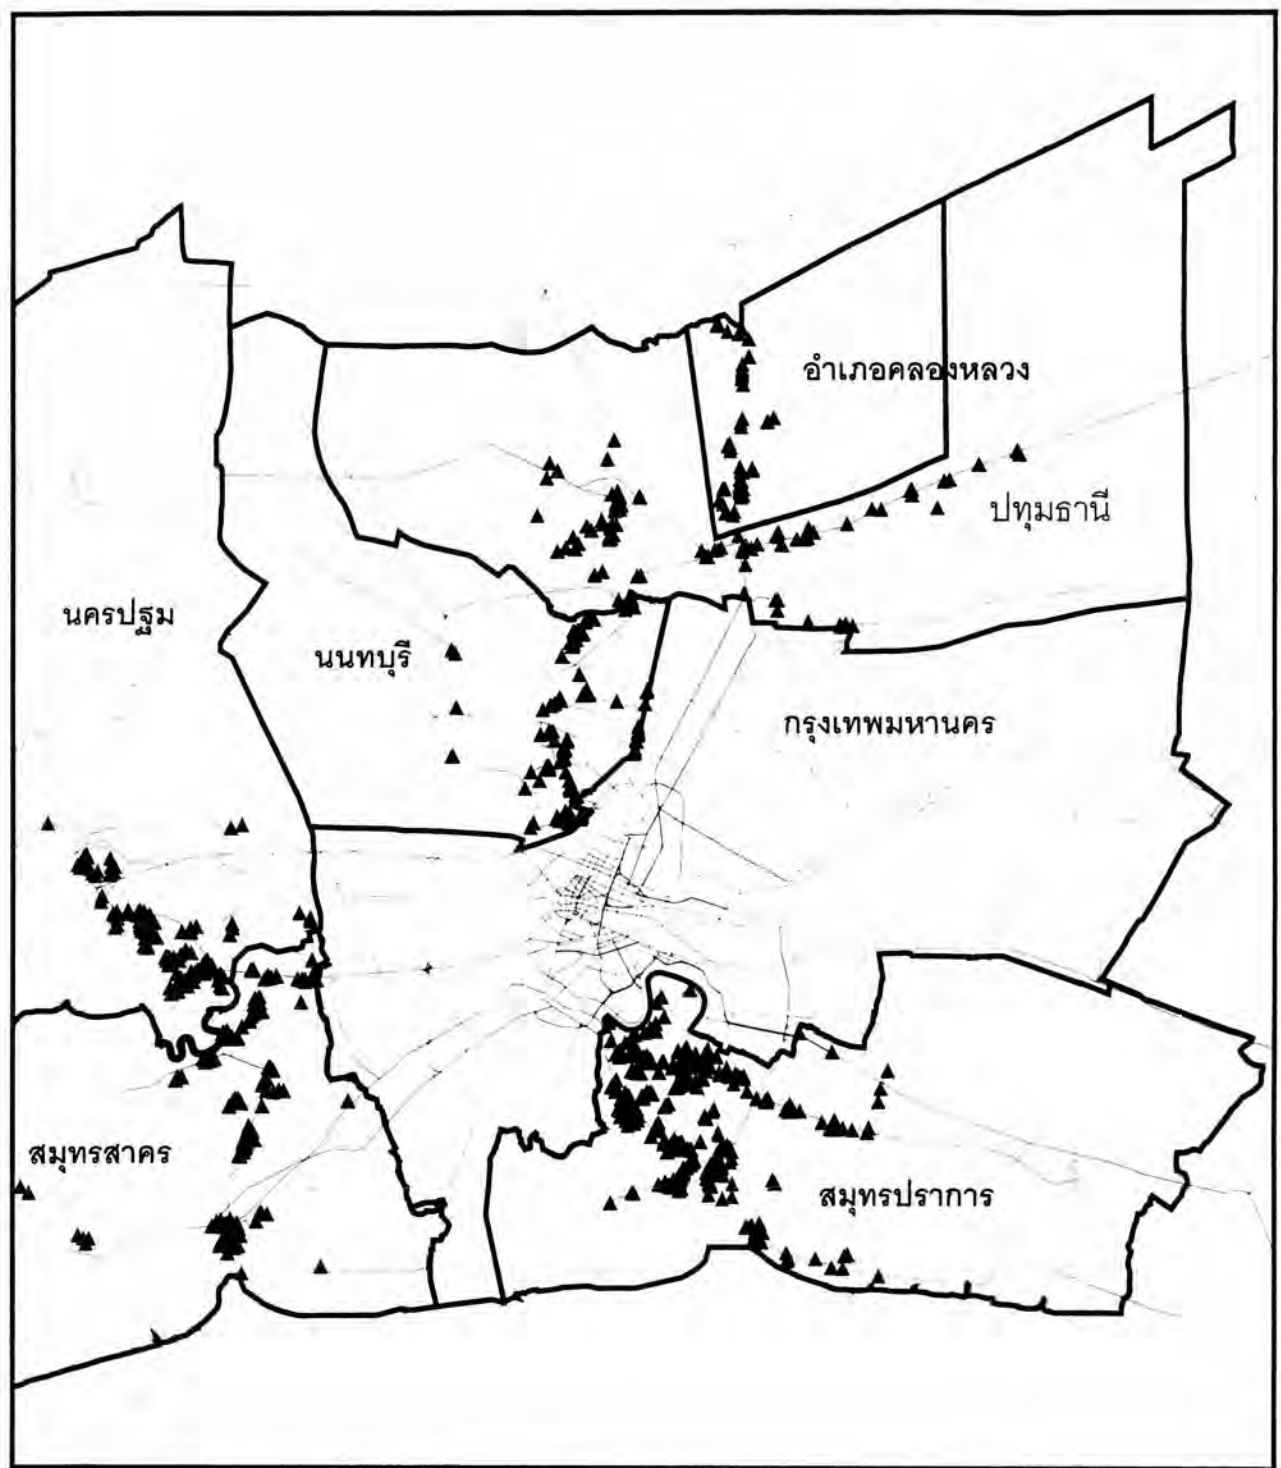 อำเภอคลองหลวง
ปทุมธานี
นครปฐม
นนทบุรี
กรุงเทพมหานคร
สมุทรสาคร
สมุทรปราการ